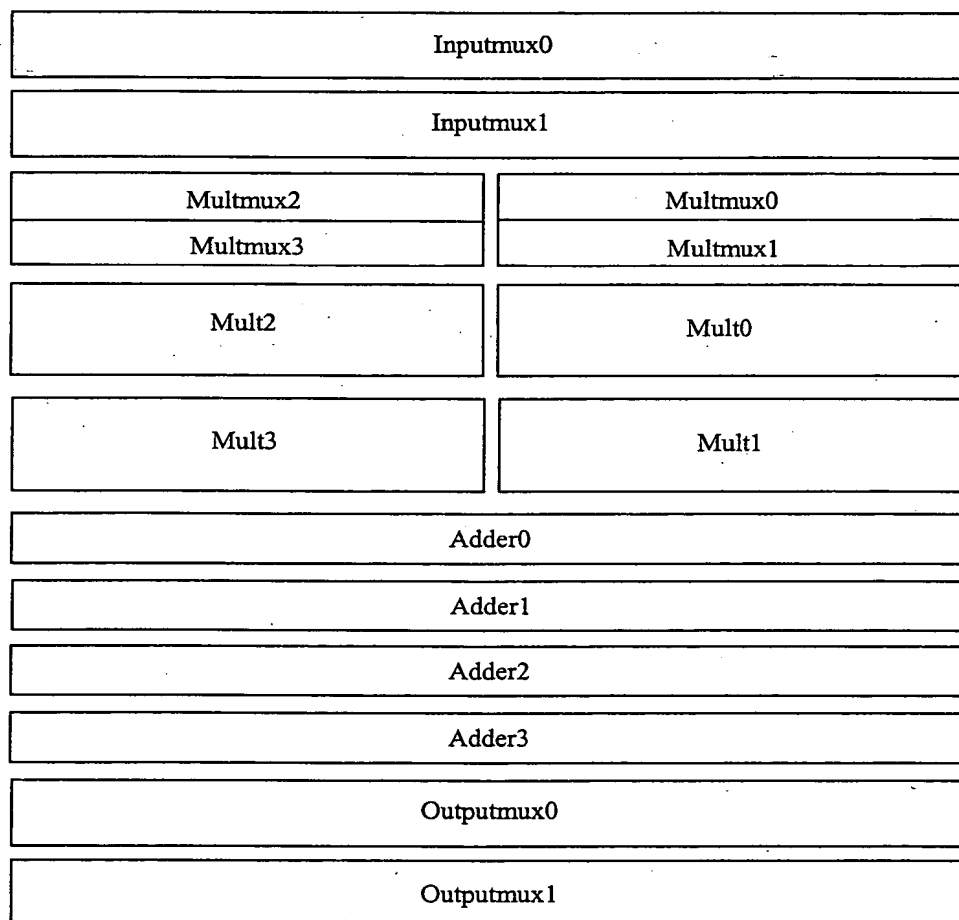 Inputmux0
Inputmux1
Multmux2 Multmux0
Multmux3 Multmux1
Mult2 Mult0
Mult3 Mult1
Adder0
Adder1
Adder2
Adder3
Outputmux0
Outputmux1